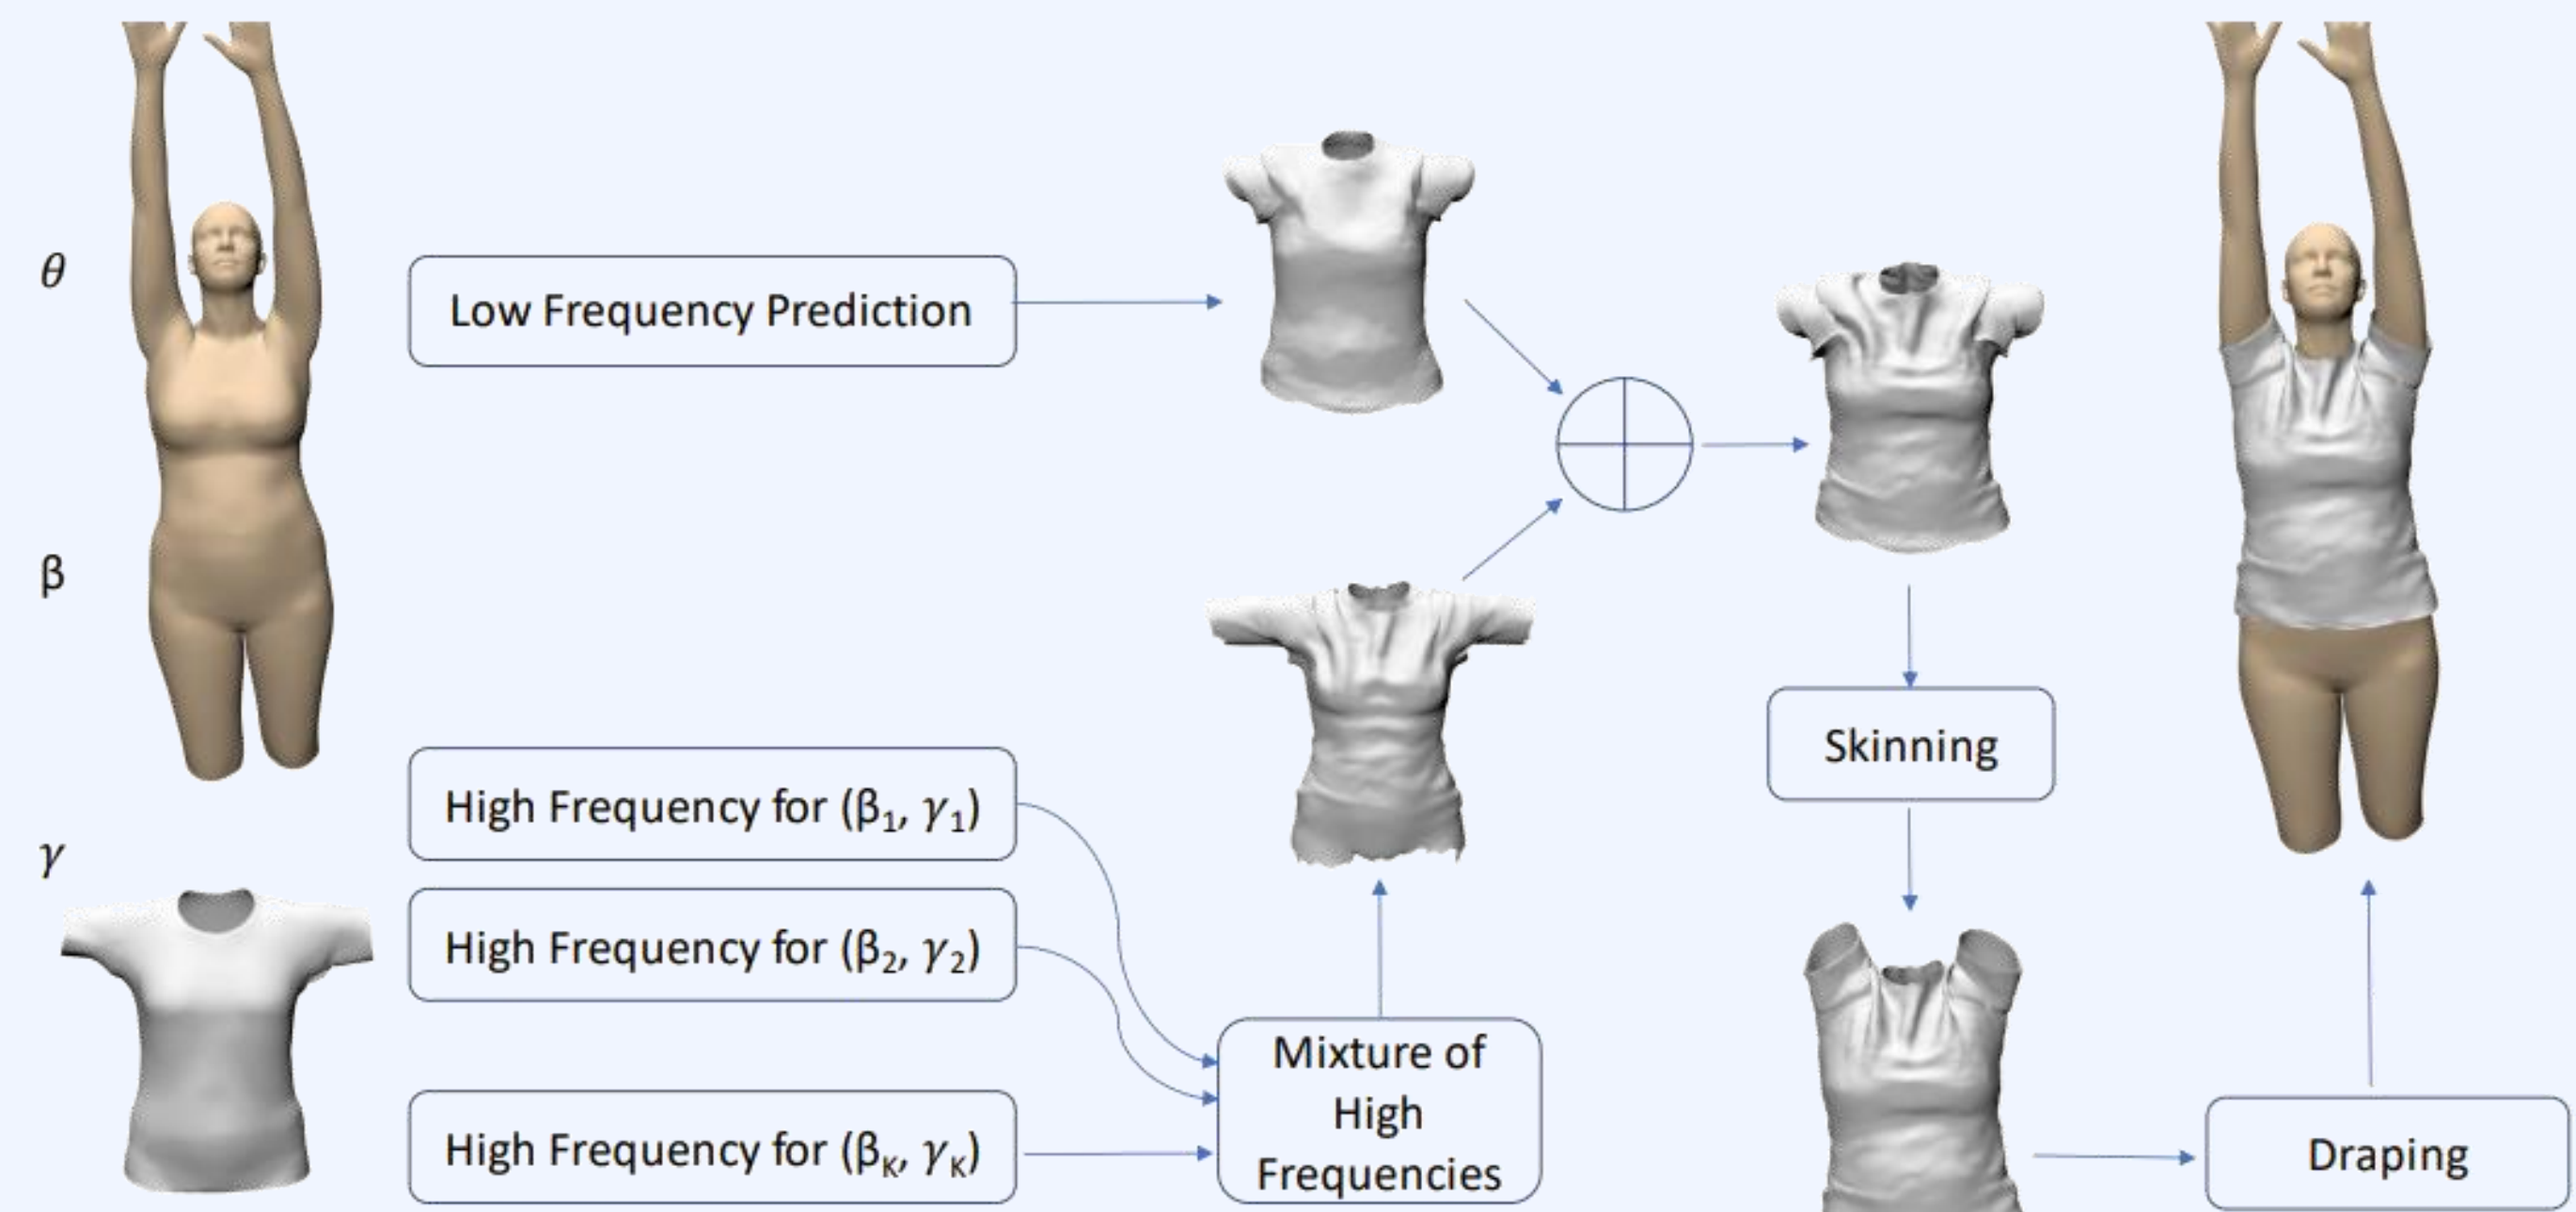 θ
Low Frequency Prediction
β
High Frequency for (β₁, γ₁)
γ
High Frequency for (β₂, γ₂)
High Frequency for (βₖ, γₖ)
Mixture of
High
Frequencies
Skinning
Draping